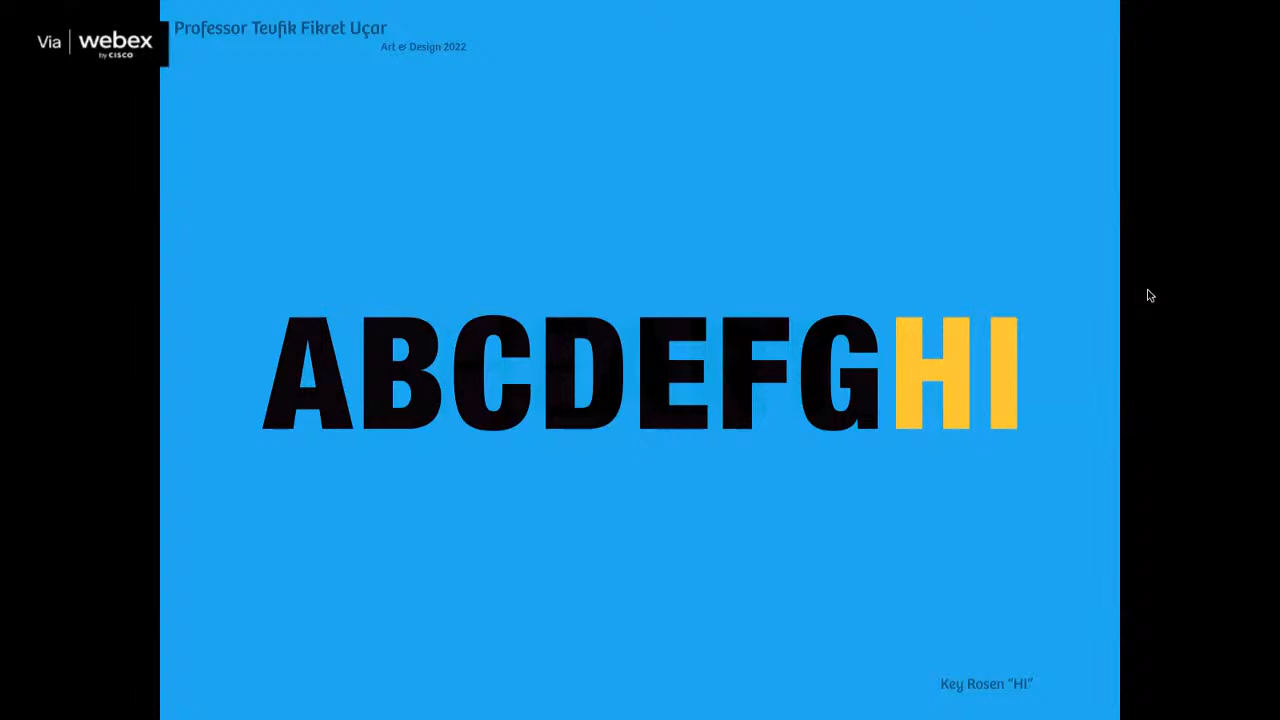 Professor Tevfik Fikret Uçar
Art & Design 2022
Via webex
by CISCO
ABCDEFGHI
Key Rosen “HI”